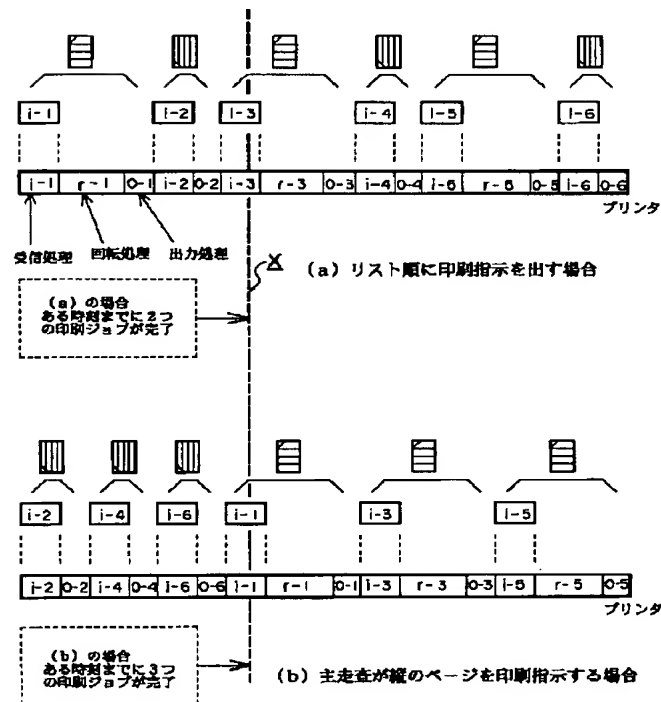 i-1 i-2 i-3 i-4 i-5 i-6
i-1 r-1 0-1 i-2 0-2 i-3 r-3 0-3 i-4 0-4 i-5 r-5 0-5 i-6 0-6
プリンタ
受信処理 回転処理 出力処理
X
(a) リスト順に印刷指示を出す場合
(a) の場合
ある時刻までに2つ
の印刷ジョブが完了
i-2 i-4 i-6 i-1 i-3 i-5
i-2 0-2 i-4 0-4 i-6 0-6 i-1 r-1 0-1 i-3 r-3 0-3 i-5 r-5 0-5
プリンタ
(b) の場合
ある時刻までに3つ
の印刷ジョブが完了
(b) 主走査が縦のページを印刷指示する場合